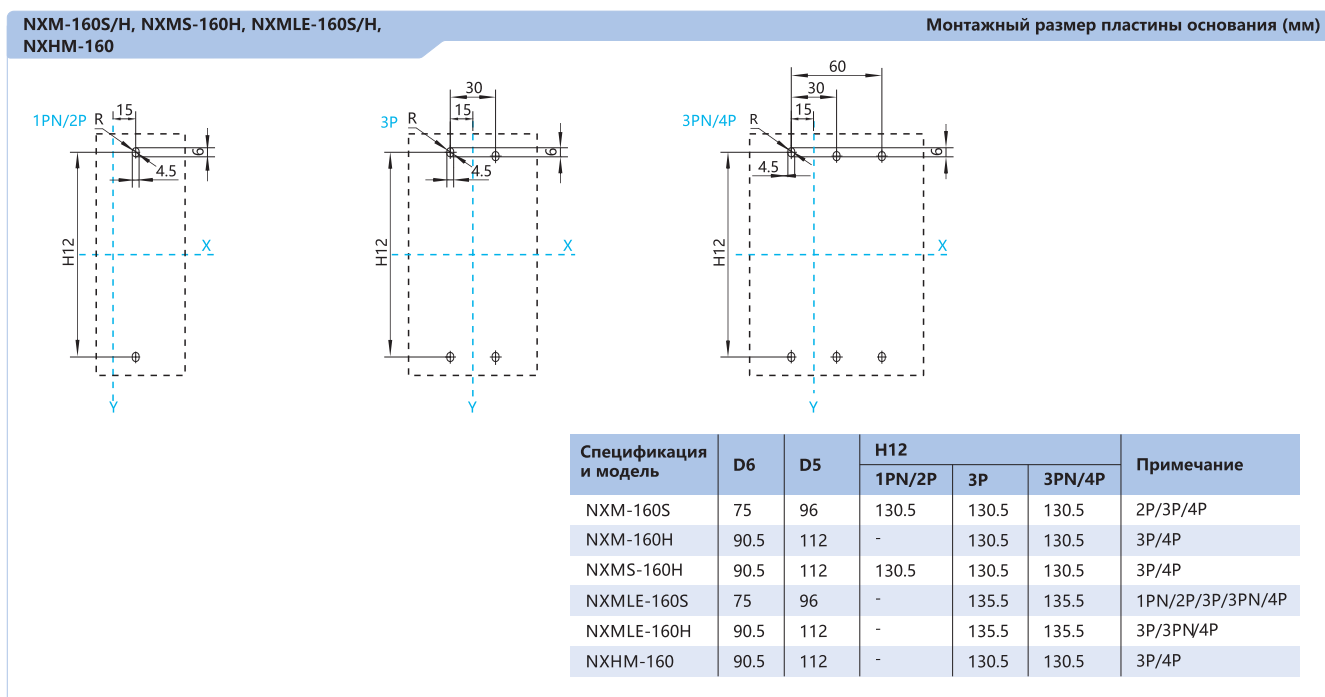 NXM-160S/H, NXMS-160H, NXMLE-160S/H,
NXHM-160
Монтажный размер пластины основания (мм)
1PN/2P
R
15
6
4.5
H12
X
Y
3P
R
30
15
6
4.5
H12
X
Y
3PN/4P
R
60
30
15
6
4.5
H12
X
Y
Спецификация и модель D6 D5 H12 Примечание
1PN/2P 3P 3PN/4P
NXM-160S 75 96 130.5 130.5 130.5 2P/3P/4P
NXM-160H 90.5 112 - 130.5 130.5 3P/4P
NXMS-160H 90.5 112 130.5 130.5 130.5 3P/4P
NXMLE-160S 75 96 - 135.5 135.5 1PN/2P/3P/3PN/4P
NXMLE-160H 90.5 112 - 135.5 135.5 3P/3PN/4P
NXHM-160 90.5 112 - 130.5 130.5 3P/4P